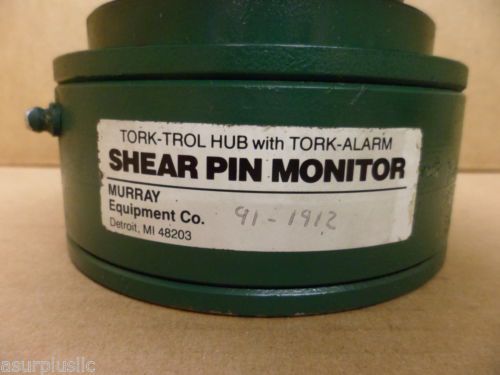 TORK-TROL HUB with TORK-ALARM
SHEAR PIN MONITOR
MURRAY
Equipment Co.
Detroit, MI 48203
91-1912
asurplusllc